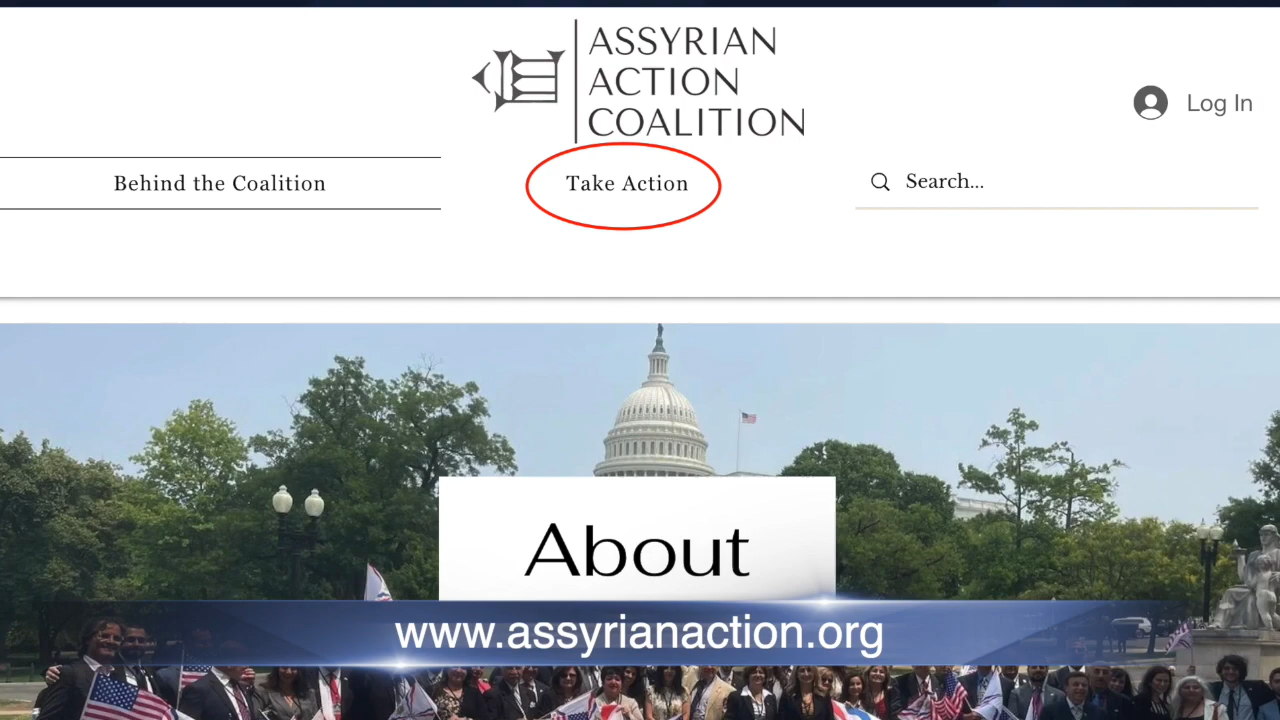 ASSYRIAN
ACTION
COALITION
Log In
Behind the Coalition
Take Action
Search...
About
www.assyrianaction.org